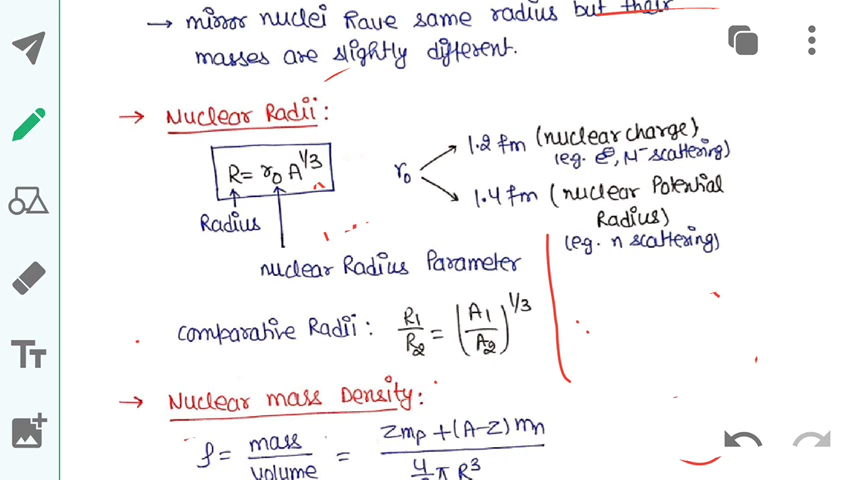 → mirror nuclei have same radius but their
masses are slightly different.
→ Nuclear Radii:
R = r₀ A^1/3
Radius
nuclear Radius Parameter
r₀
1.2 fm (nuclear charge)
(eg. e⁻, μ⁻ scattering)
1.4 fm (nuclear Potential
Radius)
(eg. n scattering)
Comparative Radii: R₁/R₂ = (A₁/A₂)^1/3
→ Nuclear mass Density:
ρ = mass/volume = Zmp + (A-Z) mn / 4/3 π R³
Tт